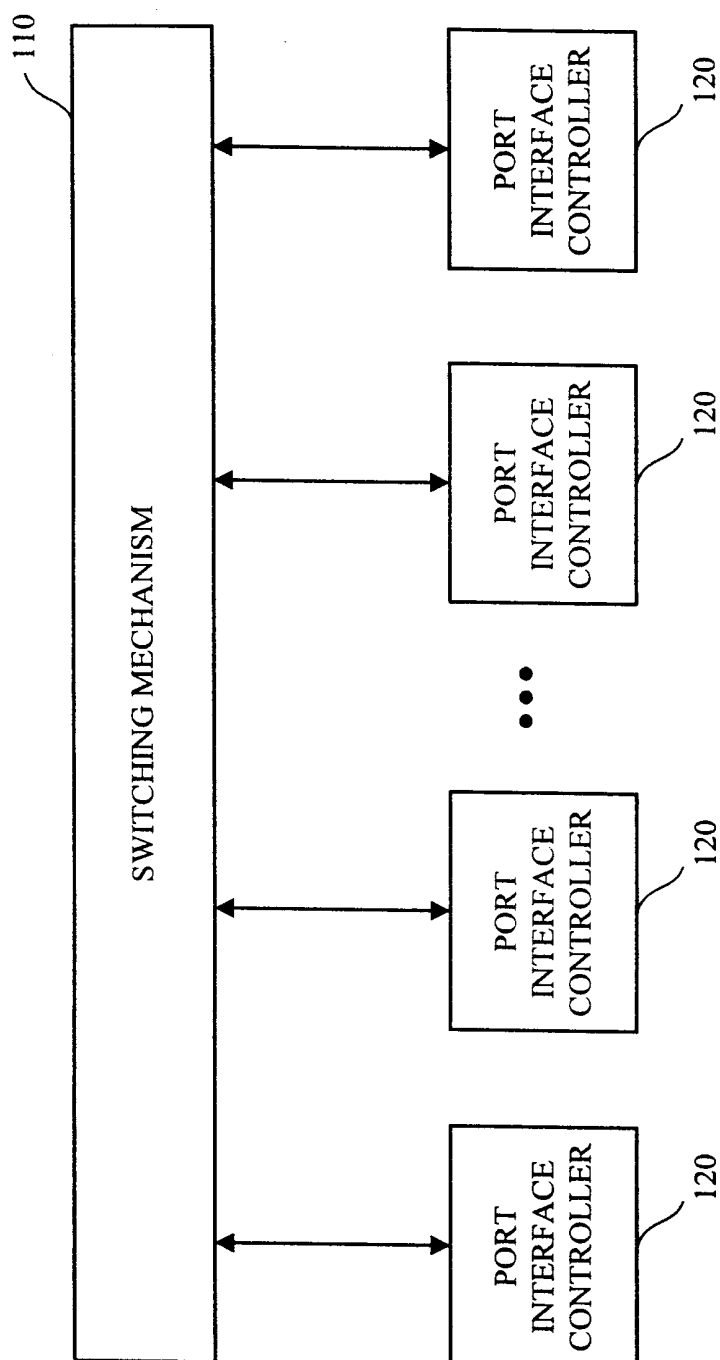 110
SWITCHING MECHANISM
PORT
INTERFACE
CONTROLLER
120
PORT
INTERFACE
CONTROLLER
120
PORT
INTERFACE
CONTROLLER
120
PORT
INTERFACE
CONTROLLER
120